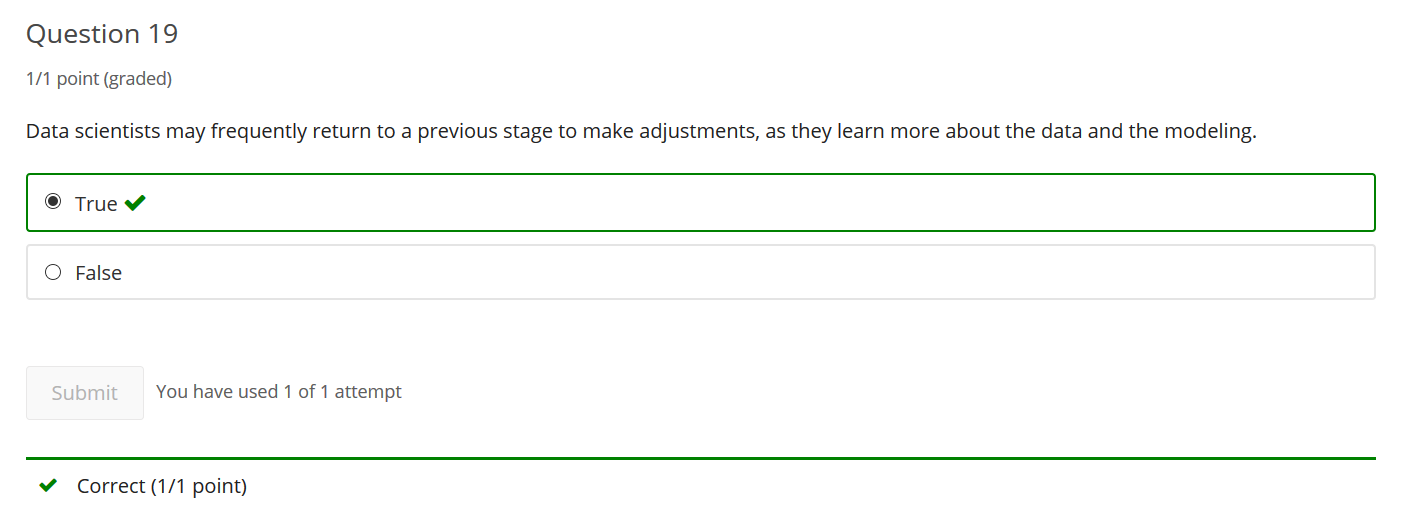 Question 19
1/1 point (graded)
Data scientists may frequently return to a previous stage to make adjustments, as they learn more about the data and the modeling.
True
False
Submit You have used 1 of 1 attempt
Correct (1/1 point)